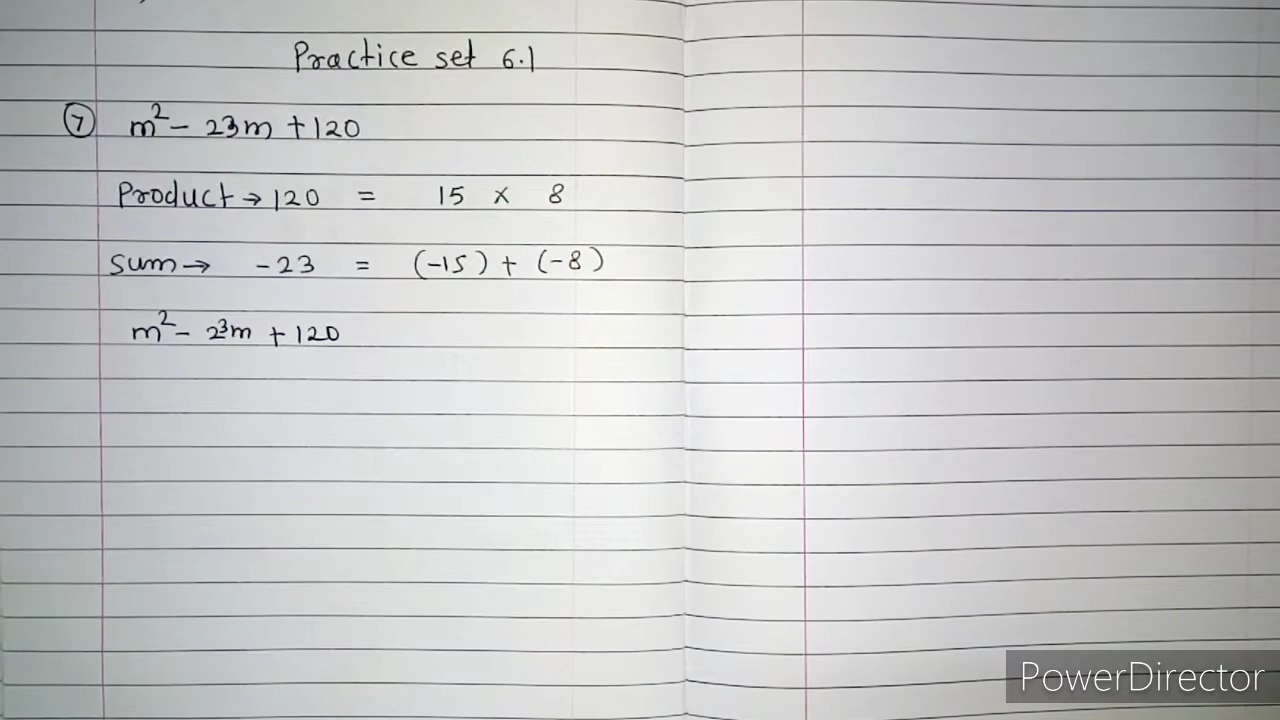 Practice set 6.1
⑦ m² - 23m + 120
Product → 120 = 15 × 8
Sum → -23 = (-15) + (-8)
m² - 23m + 120
PowerDirector